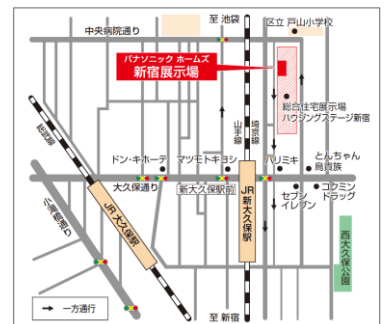 至 池袋
区立 戸山小学校
中央病院通り
パナソニック ホームズ
新宿展示場
総合住宅展示場
ハウジングステージ新宿
総武線
山手線
埼京線
ドン・キホーテ
マツモトキヨシ
バリミキ
とんちゃん
鳥貴族
大久保通り
新大久保駅前
小滝橋通り
JR 大久保駅
JR 新大久保駅
セブン
イレブン
コクミン
ドラッグ
西大久保公園
一方通行
至 新宿